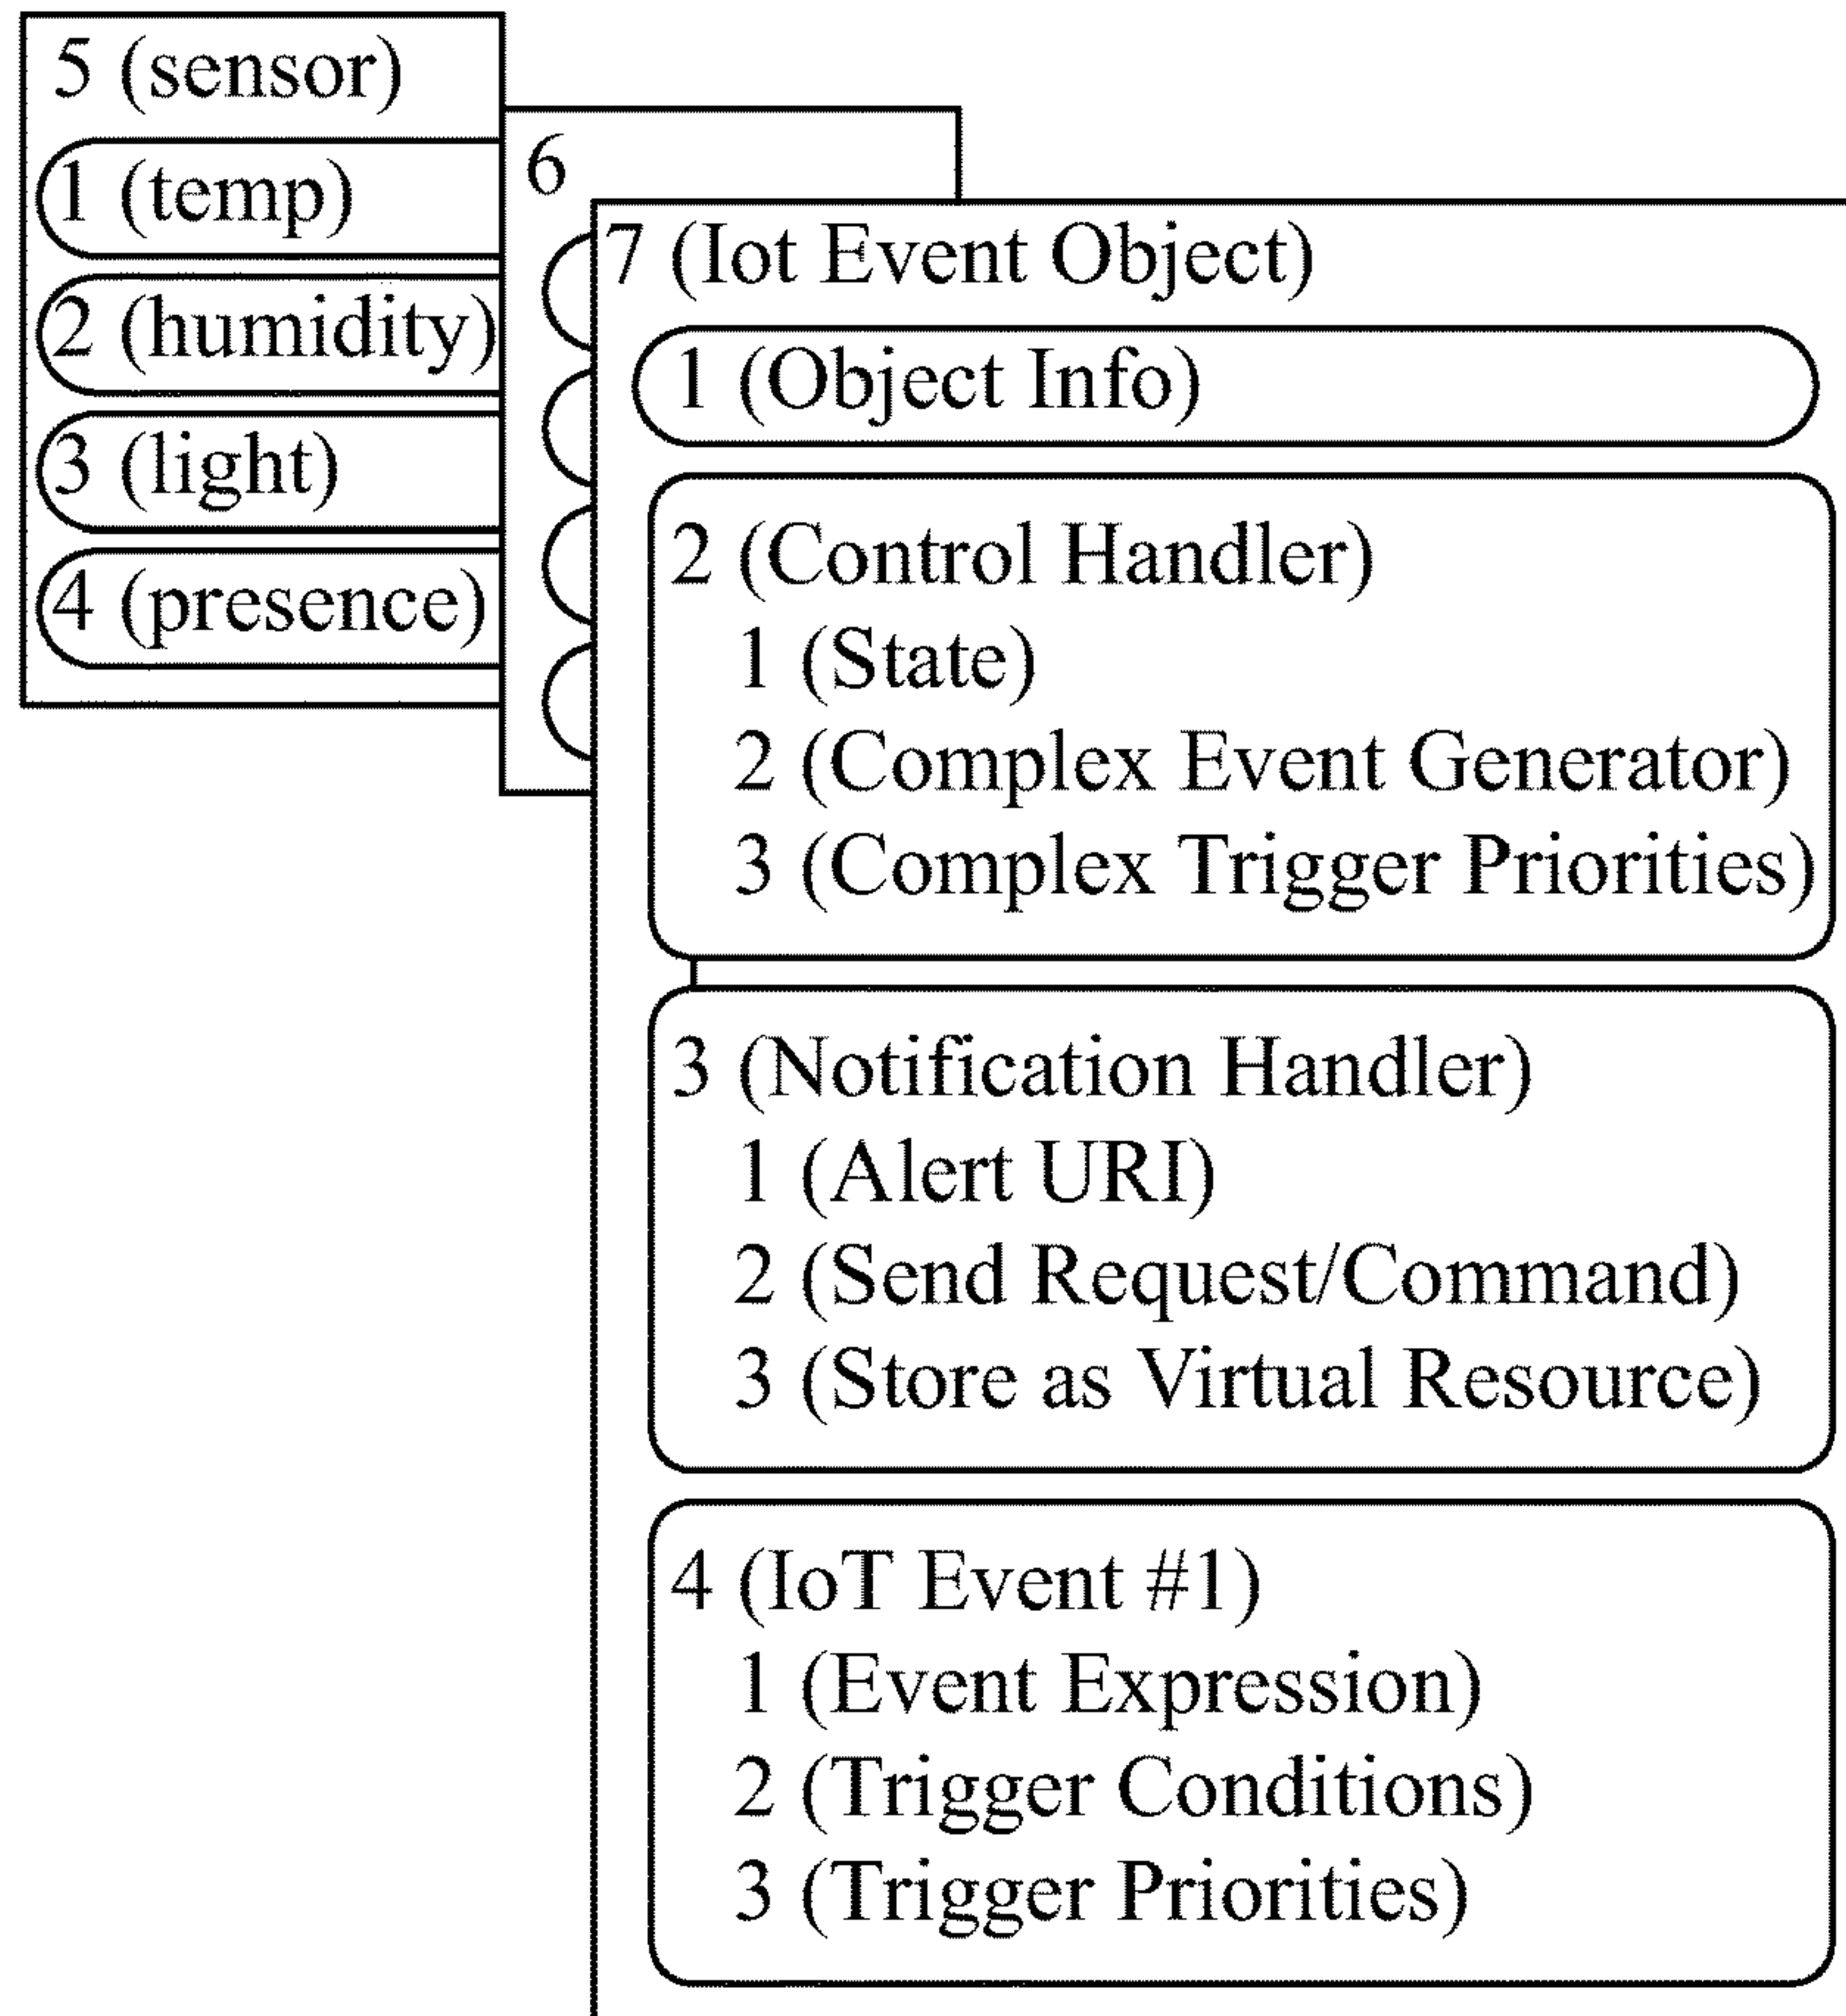 5 (sensor)
1 (temp)
2 (humidity)
3 (light)
4 (presence)
6
7 (Iot Event Object)
1 (Object Info)
2 (Control Handler)
1 (State)
2 (Complex Event Generator)
3 (Complex Trigger Priorities)
3 (Notification Handler)
1 (Alert URI)
2 (Send Request/Command)
3 (Store as Virtual Resource)
4 (IoT Event #1)
1 (Event Expression)
2 (Trigger Conditions)
3 (Trigger Priorities)